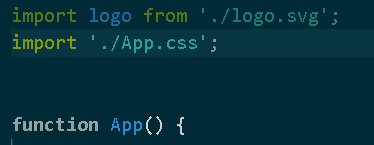 import logo from './logo.svg';
import './App.css';
function App() {